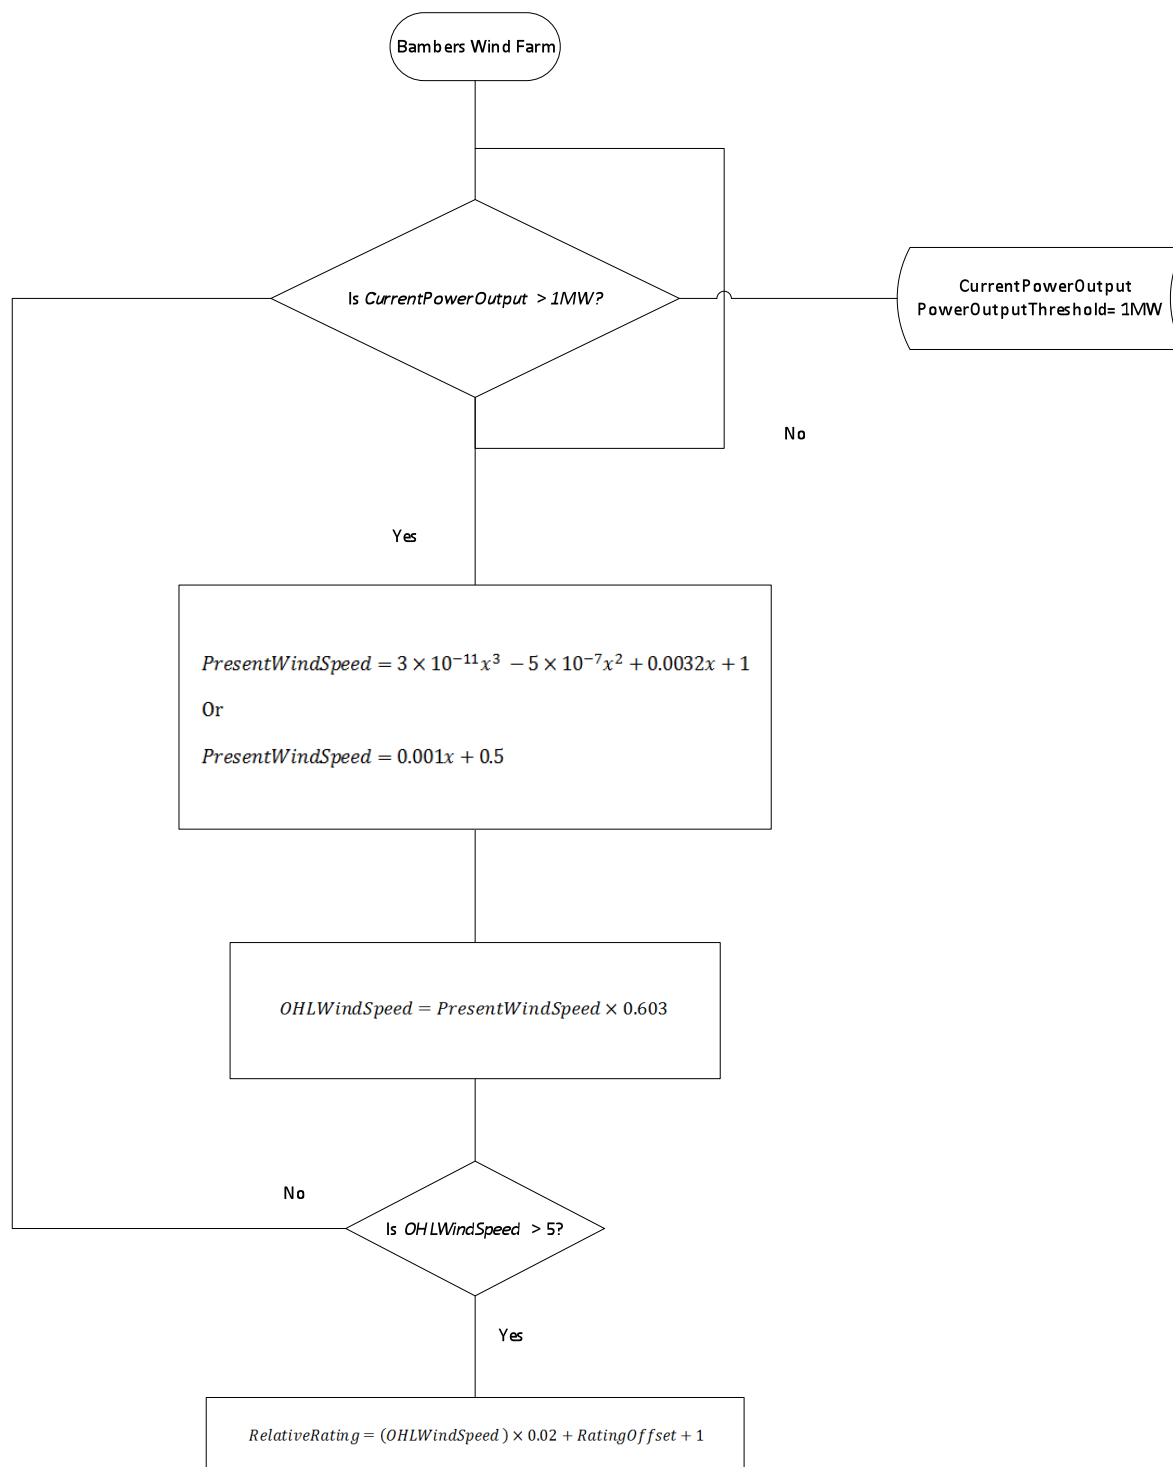 Bambers Wind Farm
Is CurrentPowerOutput > 1MW?
CurrentPowerOutput
PowerOutputThreshold= 1MW
No
Yes
PresentWindSpeed = 3 × 10⁻¹¹x³ − 5 × 10⁻⁷x² + 0.0032x + 1
Or
PresentWindSpeed = 0.001x + 0.5
OHLWindSpeed = PresentWindSpeed × 0.603
No
Is OHLWindSpeed > 5?
Yes
RelativeRating = (OHLWindSpeed) × 0.02 + RatingOffset + 1